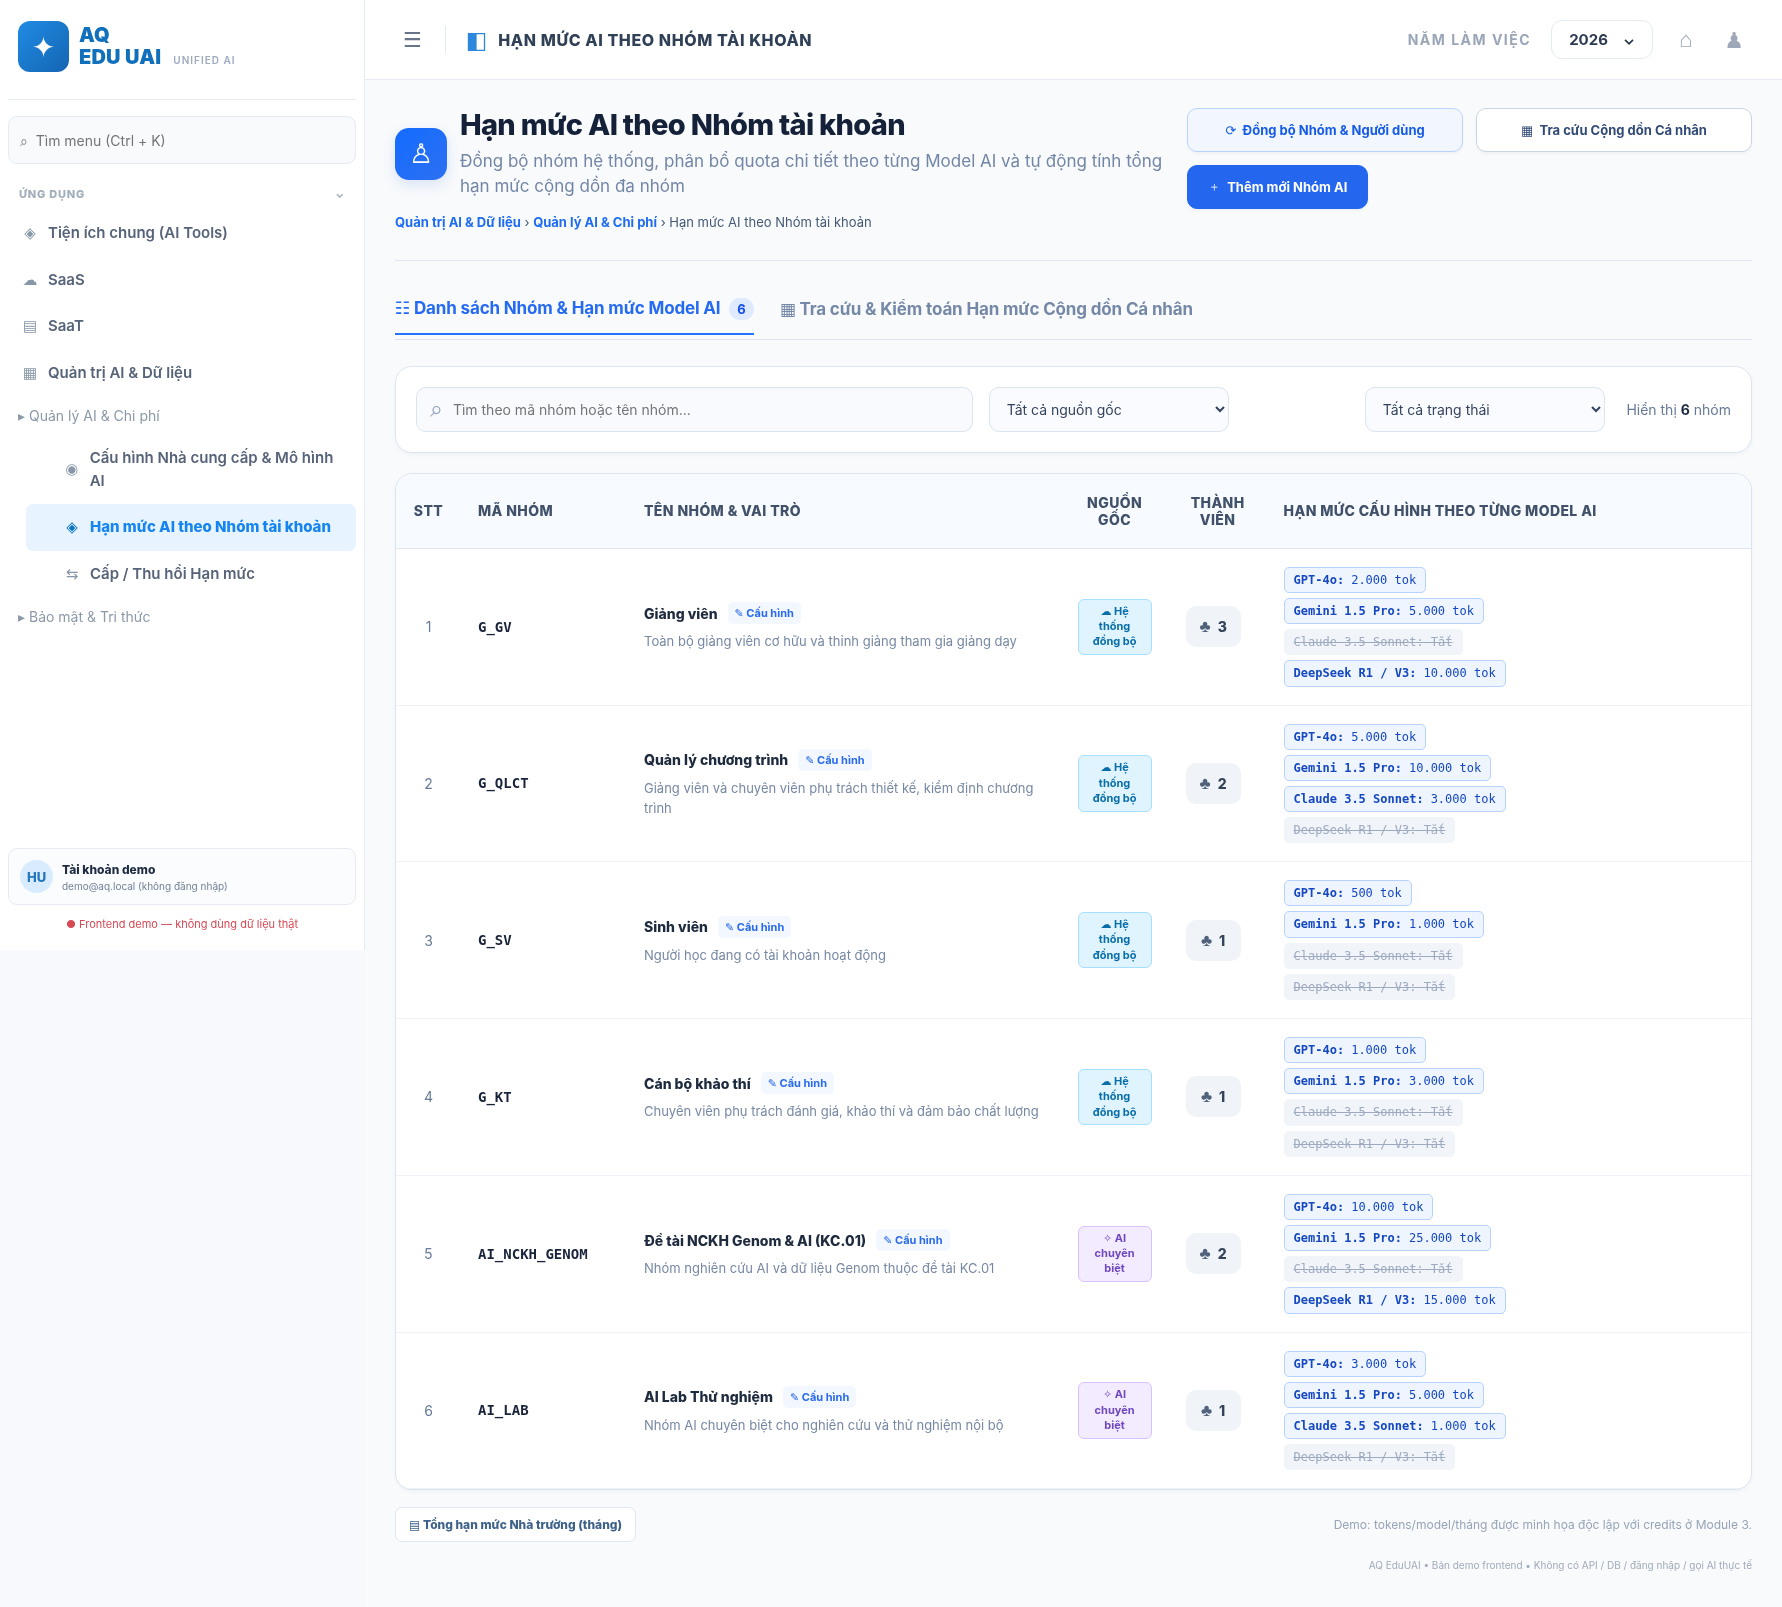 AQ
EDU UAI UNIFIED AI
Tìm menu (Ctrl + K)
ỨNG DỤNG
Tiện ích chung (AI Tools)
SaaS
SaaT
Quản trị AI & Dữ liệu
▸ Quản lý AI & Chi phí
Cấu hình Nhà cung cấp & Mô hình
AI
Hạn mức AI theo Nhóm tài khoản
Cấp / Thu hồi Hạn mức
▸ Bảo mật & Tri thức
HU
Tài khoản demo
demo@aq.local (không đăng nhập)
Frontend demo — không dùng dữ liệu thật
HẠN MỨC AI THEO NHÓM TÀI KHOẢN
NĂM LÀM VIỆC 2026
Hạn mức AI theo Nhóm tài khoản
Đồng bộ nhóm hệ thống, phân bổ quota chi tiết theo từng Model AI và tự động tính tổng
hạn mức cộng dồn đa nhóm
Quản trị AI & Dữ liệu › Quản lý AI & Chi phí › Hạn mức AI theo Nhóm tài khoản
Đồng bộ Nhóm & Người dùng
Tra cứu Cộng dồn Cá nhân
+ Thêm mới Nhóm AI
Danh sách Nhóm & Hạn mức Model AI 6
Tra cứu & Kiểm toán Hạn mức Cộng dồn Cá nhân
Tìm theo mã nhóm hoặc tên nhóm...
Tất cả nguồn gốc
Tất cả trạng thái
Hiển thị 6 nhóm
STT MÃ NHÓM TÊN NHÓM & VAI TRÒ NGUỒN GỐC THÀNH VIÊN HẠN MỨC CẤU HÌNH THEO TỪNG MODEL AI
1
G_GV
Giảng viên ✎ Cấu hình
Toàn bộ giảng viên cơ hữu và thỉnh giảng tham gia giảng dạy
☁ Hệ
thống
đồng bộ
♣ 3
GPT-4o: 2.000 tok
Gemini 1.5 Pro: 5.000 tok
Claude 3.5 Sonnet: Tắt
DeepSeek R1 / V3: 10.000 tok
2
G_QLCT
Quản lý chương trình ✎ Cấu hình
Giảng viên và chuyên viên phụ trách thiết kế, kiểm định chương
trình
☁ Hệ
thống
đồng bộ
♣ 2
GPT-4o: 5.000 tok
Gemini 1.5 Pro: 10.000 tok
Claude 3.5 Sonnet: 3.000 tok
DeepSeek R1 / V3: Tắt
3
G_SV
Sinh viên ✎ Cấu hình
Người học đang có tài khoản hoạt động
☁ Hệ
thống
đồng bộ
♣ 1
GPT-4o: 500 tok
Gemini 1.5 Pro: 1.000 tok
Claude 3.5 Sonnet: Tắt
DeepSeek R1 / V3: Tắt
4
G_KT
Cán bộ khảo thí ✎ Cấu hình
Chuyên viên phụ trách đánh giá, khảo thí và đảm bảo chất lượng
☁ Hệ
thống
đồng bộ
♣ 1
GPT-4o: 1.000 tok
Gemini 1.5 Pro: 3.000 tok
Claude 3.5 Sonnet: Tắt
DeepSeek R1 / V3: Tắt
5
AI_NCKH_GENOM
Đề tài NCKH Genom & AI (KC.01) ✎ Cấu hình
Nhóm nghiên cứu AI và dữ liệu Genom thuộc đề tài KC.01
✧ AI
chuyên
biệt
♣ 2
GPT-4o: 10.000 tok
Gemini 1.5 Pro: 25.000 tok
Claude 3.5 Sonnet: Tắt
DeepSeek R1 / V3: 15.000 tok
6
AI_LAB
AI Lab Thử nghiệm ✎ Cấu hình
Nhóm AI chuyên biệt cho nghiên cứu và thử nghiệm nội bộ
✧ AI
chuyên
biệt
♣ 1
GPT-4o: 3.000 tok
Gemini 1.5 Pro: 5.000 tok
Claude 3.5 Sonnet: 1.000 tok
DeepSeek R1 / V3: Tắt
Tổng hạn mức Nhà trường (tháng)
Demo: tokens/model/tháng được minh họa độc lập với credits ở Module 3.
AQ EduUAI • Bản demo frontend • Không có API / DB / đăng nhập / gọi AI thực tế